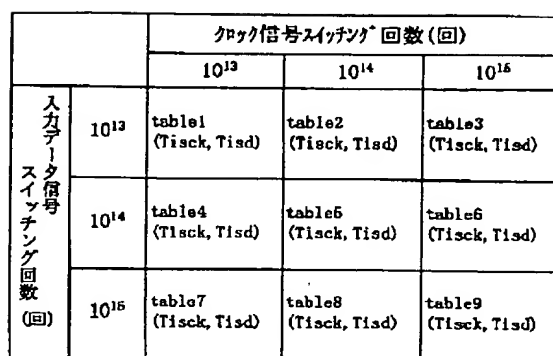 クロック信号スイッチング回数(回)
10¹³ 10¹⁴ 10¹⁵
入力データ信号
スイッチング回数
(回)
10¹³ table1 table2 table3
(Tisck, Tisd) (Tisck, Tisd) (Tisck, Tisd)
10¹⁴ table4 table5 table6
(Tisck, Tisd) (Tisck, Tisd) (Tisck, Tisd)
10¹⁵ table7 table8 table9
(Tisck, Tisd) (Tisck, Tisd) (Tisck, Tisd)